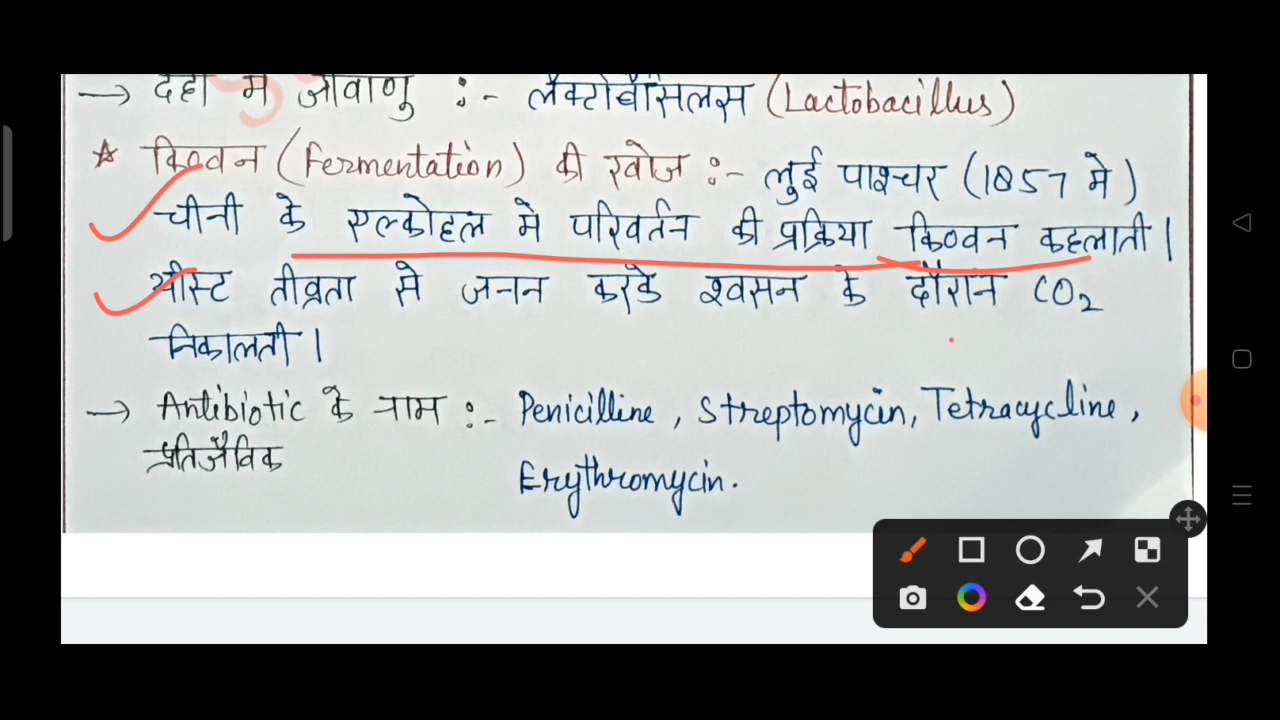 → दही में जीवाणु :- लैक्टोबैसिलस (Lactobacillus)
☆ किण्वन (Fermentation) की खोज :- लुई पाश्चर (1857 मे)
चीनी के एल्कोहल मे परिवर्तन की प्रक्रिया किण्वन कहलाती।
यीस्ट तीव्रता से जनन करके श्वसन के दौरान CO₂
निकालती।
→ Antibiotic के नाम :- Penicilline, Streptomycin, Tetracycline,
प्रतिजैविक Erythromycin.